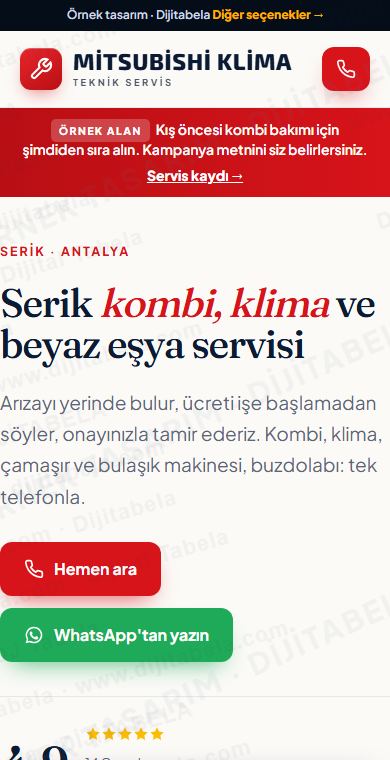 Örnek tasarım · Dijitabela Diğer seçenekler →
MİTSUBİSHİ KLİMA
TEKNİK SERVİS
ÖRNEK ALAN Kış öncesi kombi bakımı için
şimdiden sıra alın. Kampanya metnini siz belirlersiniz.
Servis kaydı →
SERİK · ANTALYA
Serik kombi, klima ve
beyaz eşya servisi
Arızayı yerinde bulur, ücreti işe başlamadan
söyler, onayınızla tamir ederiz. Kombi, klima,
çamaşır ve bulaşık makinesi, buzdolabı: tek
telefonla.
Hemen ara
WhatsApp'tan yazın